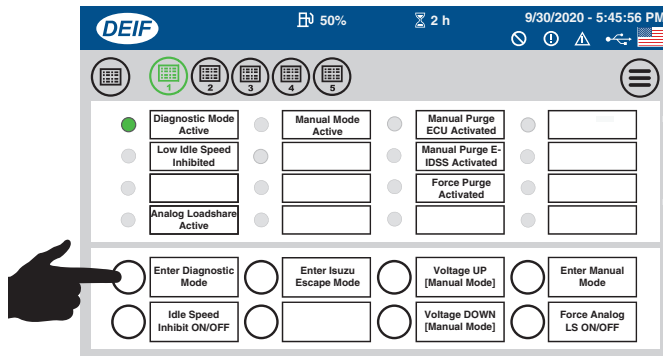 DEIF
50%
2 h
9/30/2020 - 5:45:56 PM
1
2
3
4
5
Diagnostic Mode
Active
Manual Mode
Active
Manual Purge
ECU Activated
Low Idle Speed
Inhibited
Manual Purge E-
IDSS Activated
Force Purge
Activated
Analog Loadshare
Active
Enter Diagnostic
Mode
Enter Isuzu
Escape Mode
Voltage UP
[Manual Mode]
Enter Manual
Mode
Idle Speed
Inhibit ON/OFF
Voltage DOWN
[Manual Mode]
Force Analog
LS ON/OFF